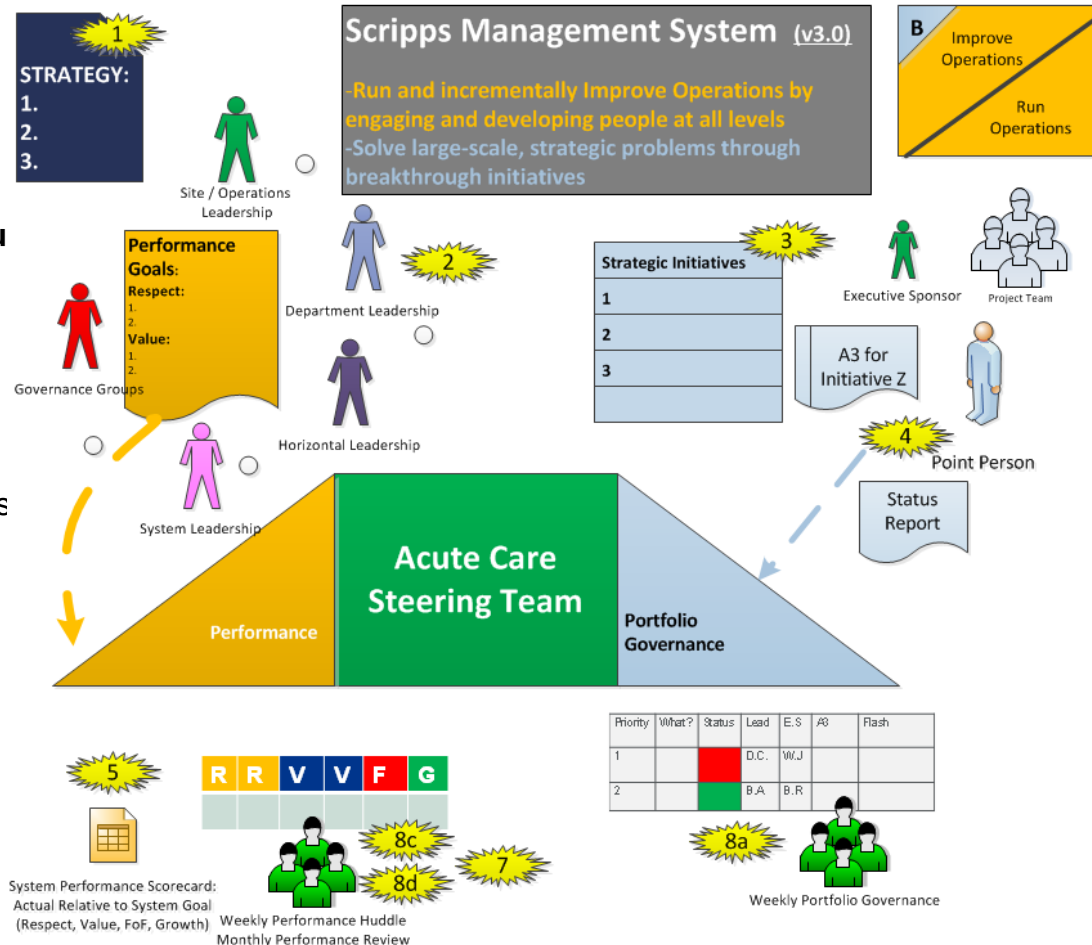 1
STRATEGY:
1.
2.
3.
Scripps Management System (v3.0)
-Run and incrementally Improve Operations by
engaging and developing people at all levels
-Solve large-scale, strategic problems through
breakthrough initiatives
B
Improve
Operations
Run
Operations
Site / Operations
Leadership
u
Performance
Goals:
Respect:
1.
2.
Value:
1.
2.
Governance Groups
Department Leadership
2
Horizontal Leadership
System Leadership
s
3
Strategic Initiatives
1
2
3
Executive Sponsor
Project Team
A3 for
Initiative Z
4
Point Person
Status
Report
Performance
Acute Care
Steering Team
Portfolio
Governance
5
System Performance Scorecard:
Actual Relative to System Goal
(Respect, Value, FoF, Growth)
R R V V F G
8c
8d
7
Weekly Performance Huddle
Monthly Performance Review
Priority What? Status Lead E.S A3 Flash
1 D.C. W.J
2 B.A B.R
8a
Weekly Portfolio Governance